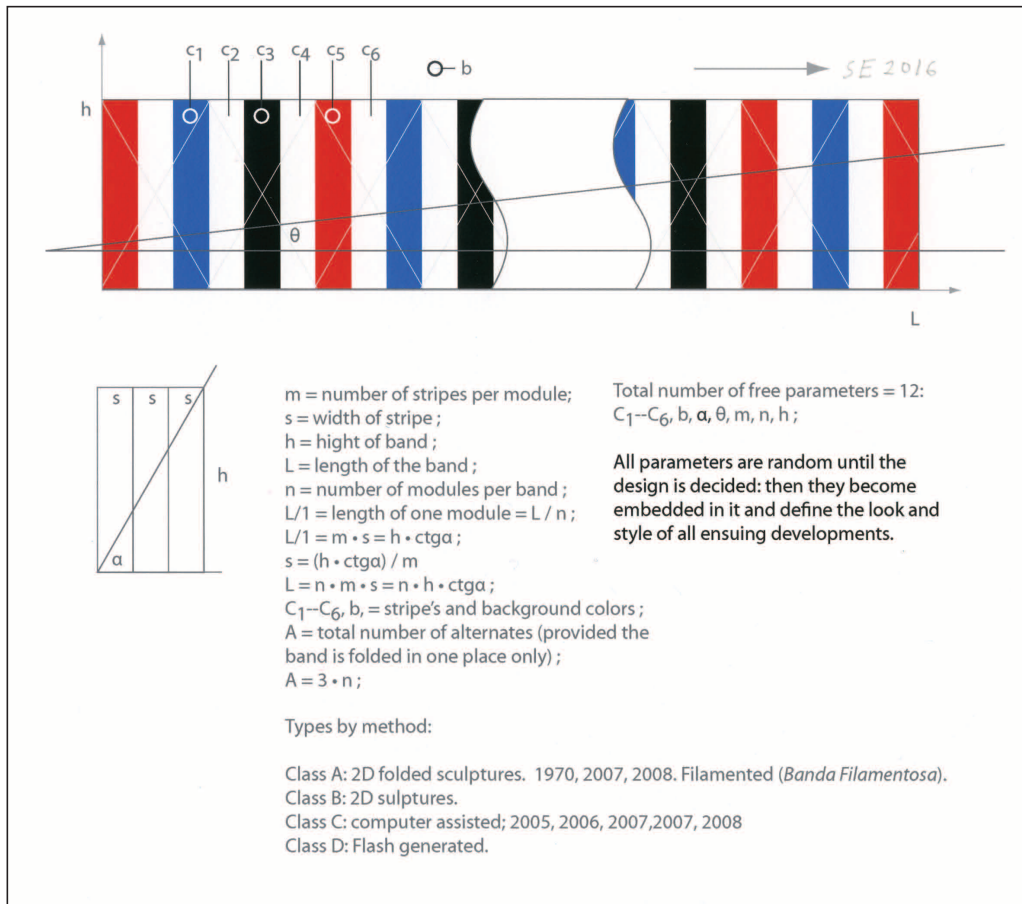 c1 c2 c3 c4 c5 c6 b SE 2016
h
θ
L
s s s
h
α
m = number of stripes per module;
s = width of stripe ;
h = hight of band ;
L = length of the band ;
n = number of modules per band ;
L/1 = length of one module = L / n ;
L/1 = m • s = h • ctgα ;
s = (h • ctgα) / m
L = n • m • s = n • h • ctgα ;
C1--C6, b, = stripe's and background colors ;
A = total number of alternates (provided the
band is folded in one place only) ;
A = 3 • n ;
Total number of free parameters = 12:
C1--C6, b, α, θ, m, n, h ;
All parameters are random until the
design is decided: then they become
embedded in it and define the look and
style of all ensuing developments.
Types by method:
Class A: 2D folded sculptures. 1970, 2007, 2008. Filamented (Banda Filamentosa).
Class B: 2D sulptures.
Class C: computer assisted; 2005, 2006, 2007,2007, 2008
Class D: Flash generated.